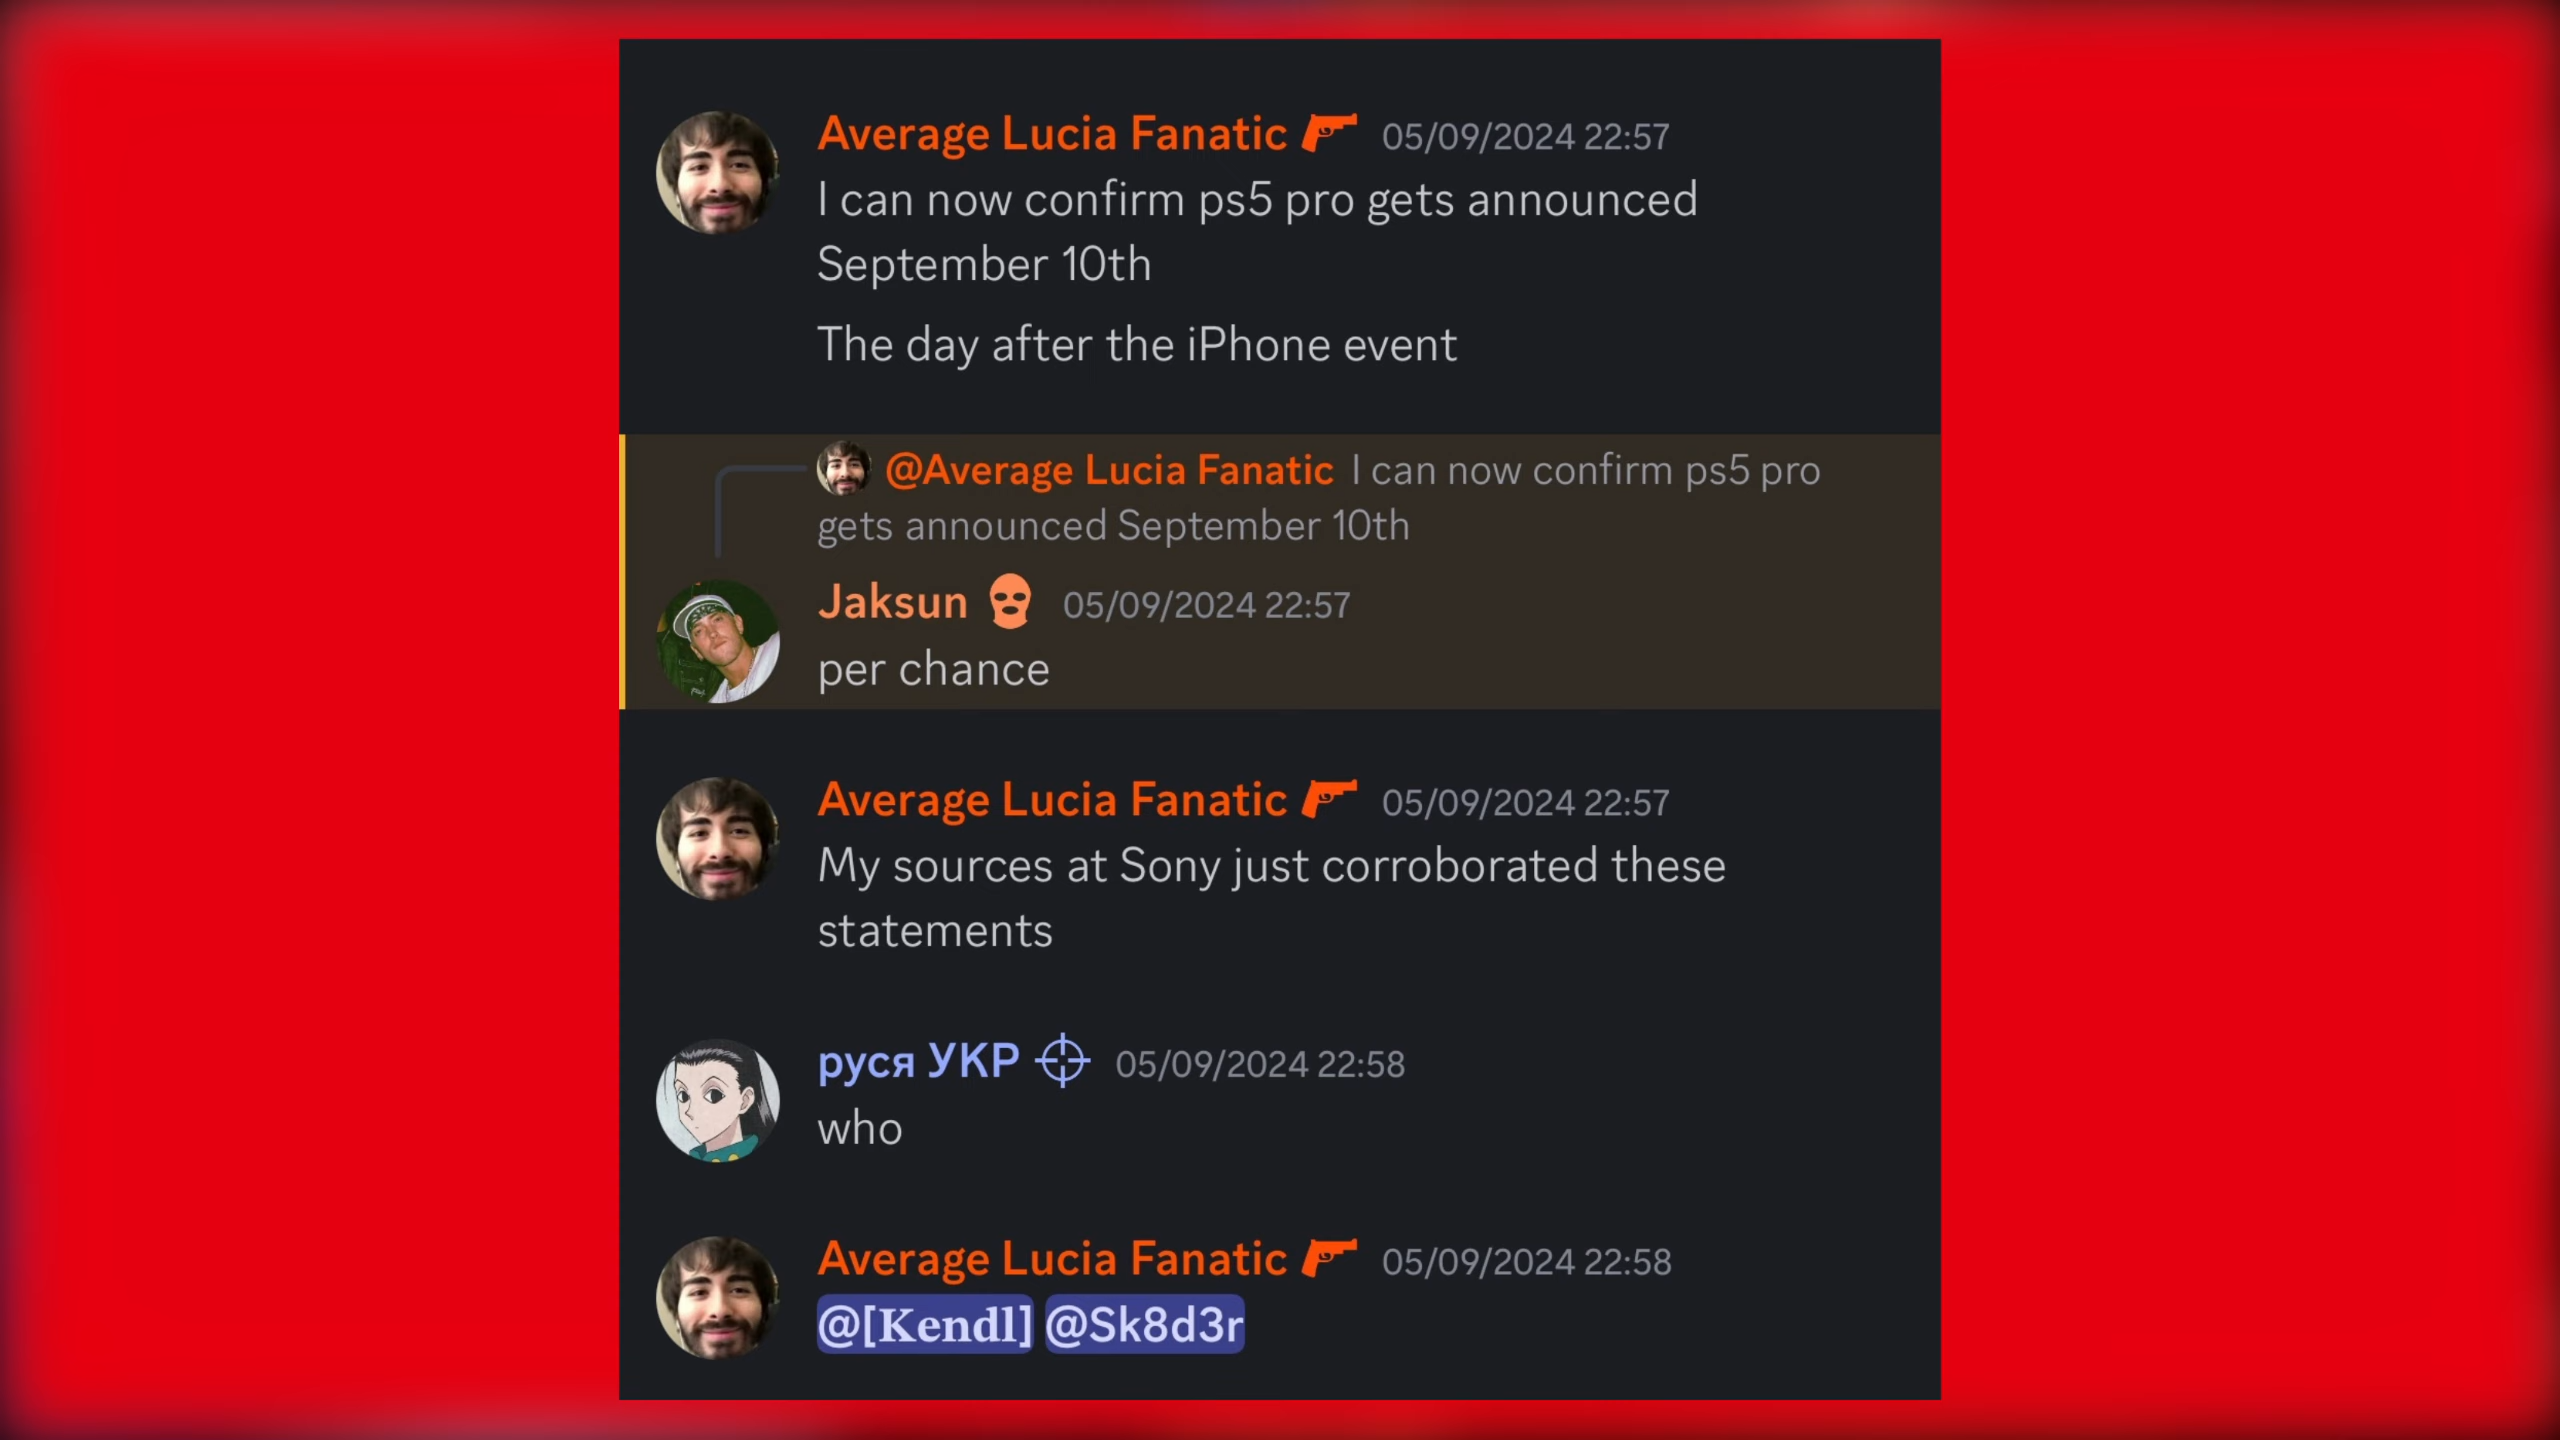 Average Lucia Fanatic 05/09/2024 22:57
I can now confirm ps5 pro gets announced
September 10th
The day after the iPhone event
@Average Lucia Fanatic I can now confirm ps5 pro
gets announced September 10th
Jaksun 05/09/2024 22:57
per chance
Average Lucia Fanatic 05/09/2024 22:57
My sources at Sony just corroborated these
statements
руся УКР 05/09/2024 22:58
who
Average Lucia Fanatic 05/09/2024 22:58
@[Kendl] @Sk8d3r